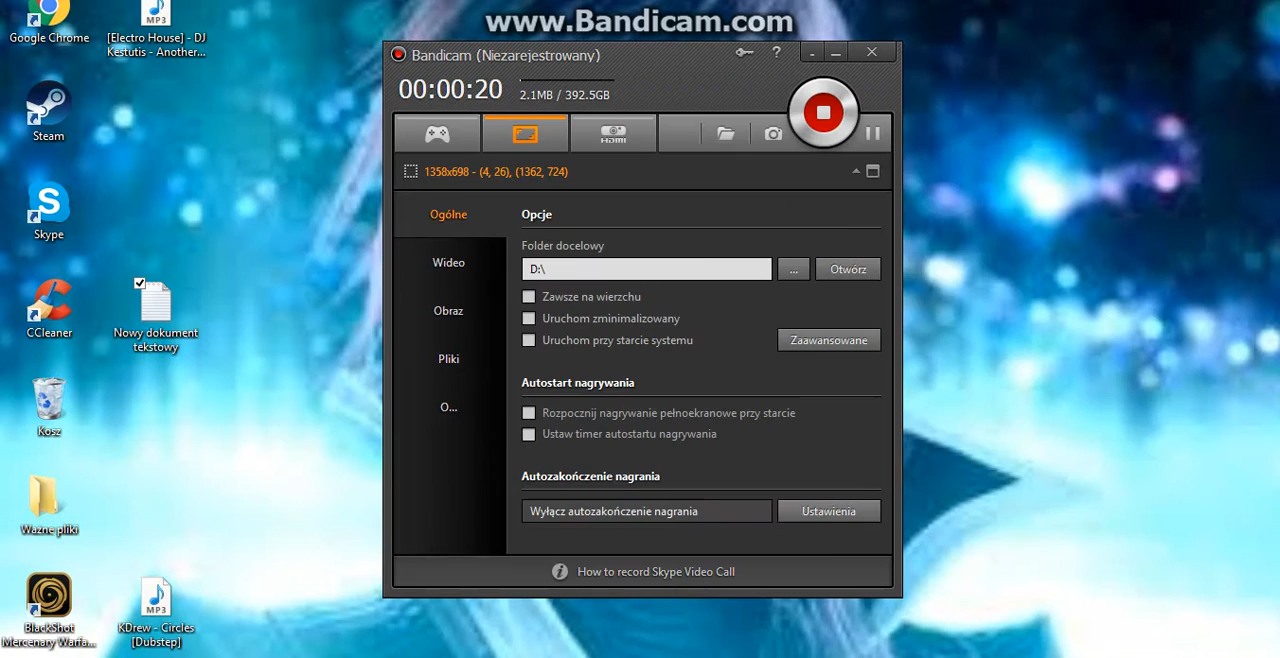 www.Bandicam.com
Google Chrome
MP3
[Electro House] - DJ
Kestutis - Another...
Steam
Skype
CCleaner
Nowy dokument
tekstowy
Kosz
Ważne pliki
BlackShot
Mercenary Warfa...
MP3
KDrew - Circles
[Dubstep]
Bandicam (Niezarejestrowany)
?
00:00:20
2.1MB / 392.5GB
HDMI
1358x698 - (4, 26), (1362, 724)
Ogólne
Wideo
Obraz
Pliki
O...
Opcje
Folder docelowy
D:\
...
Otwórz
Zawsze na wierzchu
Uruchom zminimalizowany
Uruchom przy starcie systemu
Zaawansowane
Autostart nagrywania
Rozpocznij nagrywanie pełnoekranowe przy starcie
Ustaw timer autostartu nagrywania
Autozakończenie nagrania
Wyłącz autozakończenie nagrania
Ustawienia
How to record Skype Video Call